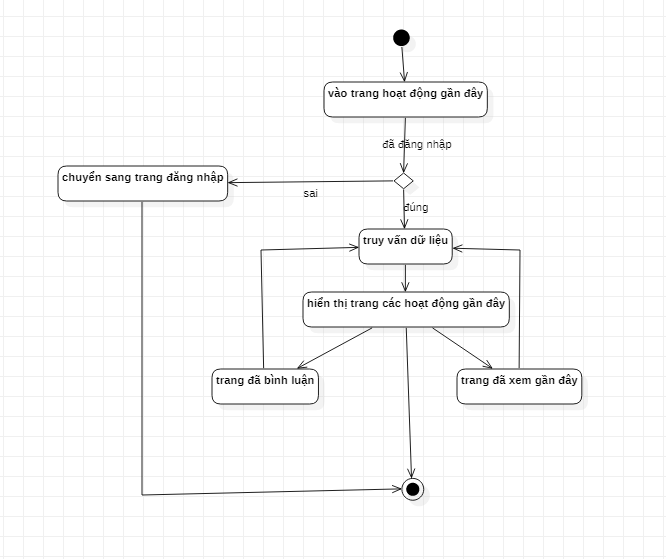 vào trang hoạt động gần đây
đã đăng nhập
chuyển sang trang đăng nhập
sai
đúng
truy vấn dữ liệu
hiển thị trang các hoạt động gần đây
trang đã bình luận
trang đã xem gần đây